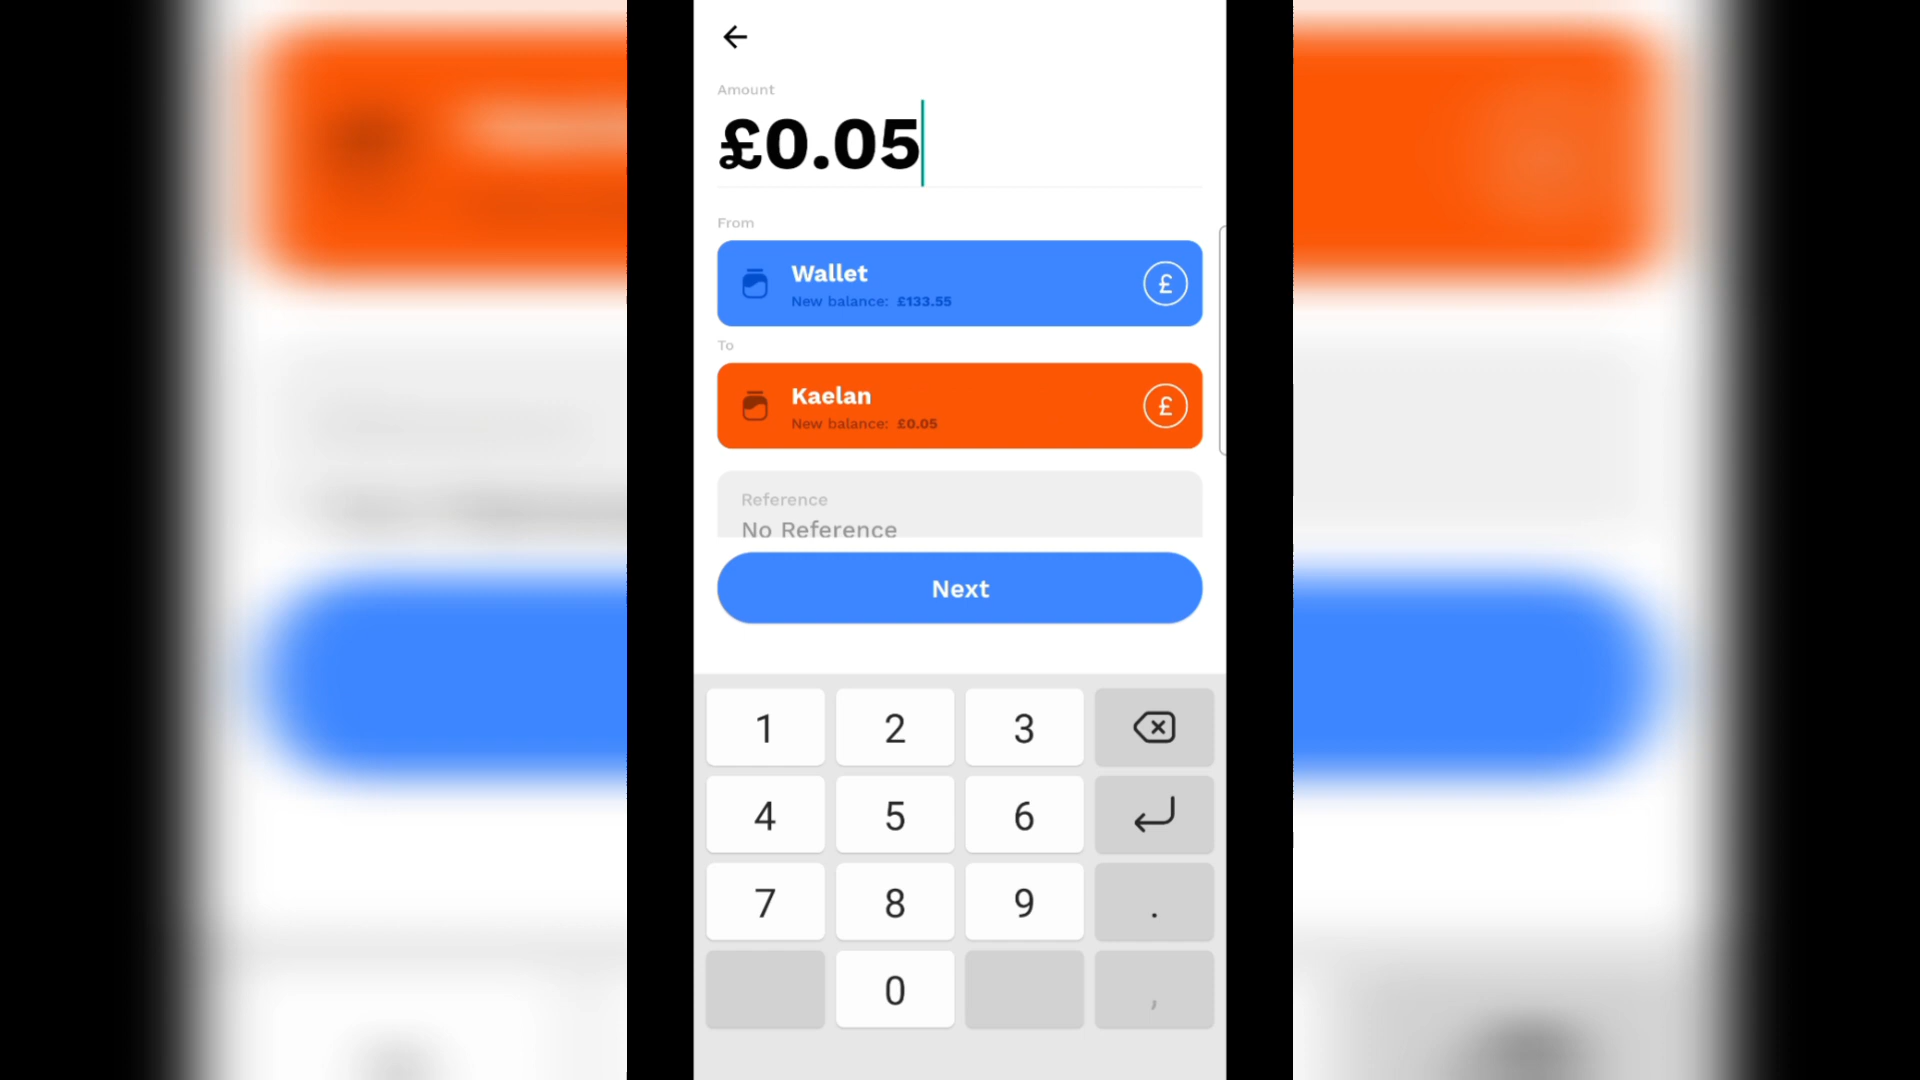 Amount
£0.05
From
Wallet
£
New balance: £133.55
To
Kaelan
£
New balance: £0.05
Reference
No Reference
Next
1 2 3
4 5 6
7 8 9 .
0 ,